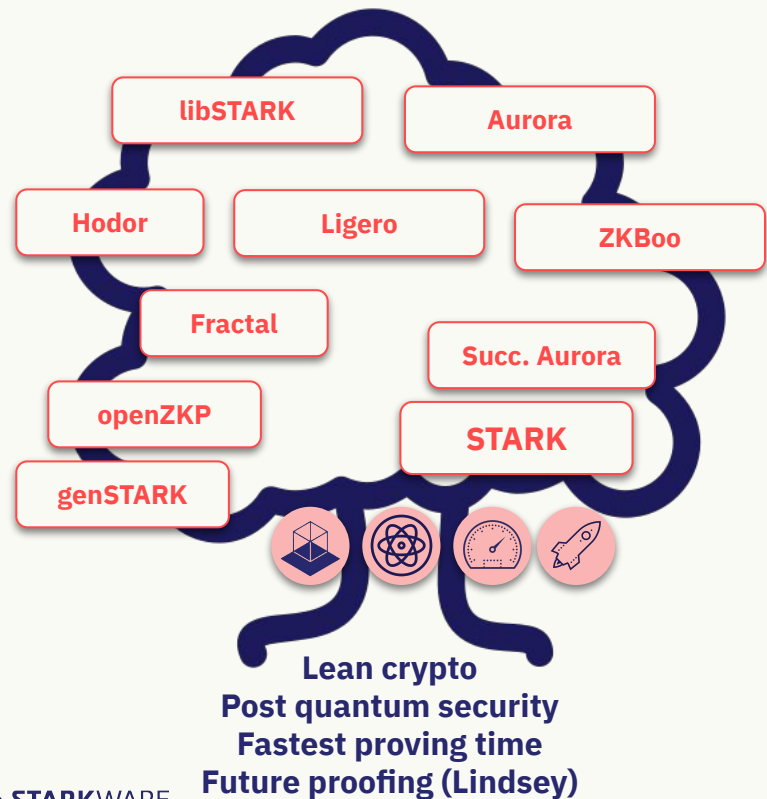 libSTARK
Aurora
Hodor
Ligero
ZKBoo
Fractal
Succ. Aurora
openZKP
STARK
genSTARK
Lean crypto
Post quantum security
Fastest proving time
Future proofing (Lindsey)
STARKWARE